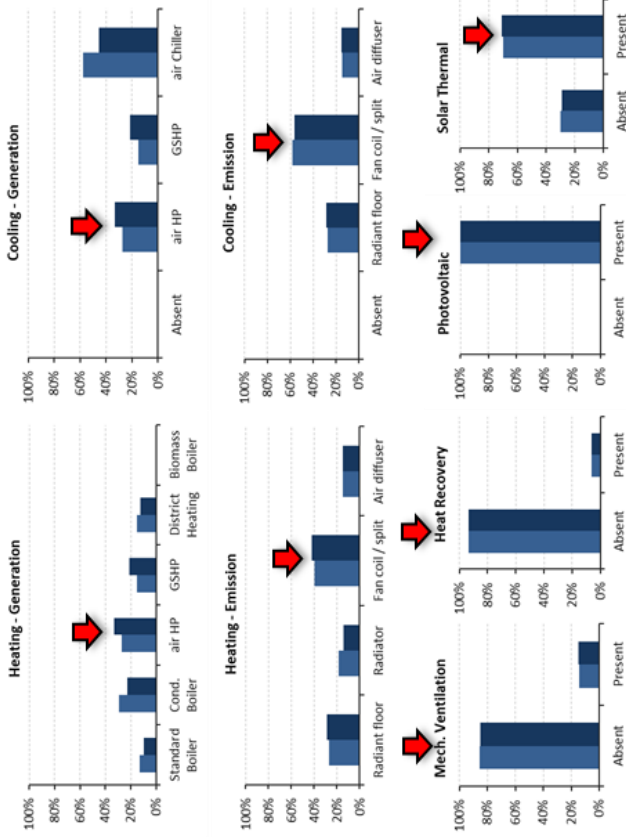 Heating - Generation
100%
80%
60%
40%
20%
0%
Standard Boiler
Cond. Boiler
air HP
GSHP
District Heating
Biomass Boiler
Cooling - Generation
100%
80%
60%
40%
20%
0%
Absent
air HP
GSHP
air Chiller
Heating - Emission
100%
80%
60%
40%
20%
0%
Radiant floor
Radiator
Fan coil / split
Air diffuser
Cooling - Emission
100%
80%
60%
40%
20%
0%
Absent
Radiant floor
Fan coil / split
Air diffuser
Mech. Ventilation
100%
80%
60%
40%
20%
0%
Absent
Present
Heat Recovery
100%
80%
60%
40%
20%
0%
Absent
Present
Photovoltaic
100%
80%
60%
40%
20%
0%
Absent
Present
Solar Thermal
100%
80%
60%
40%
20%
0%
Absent
Present